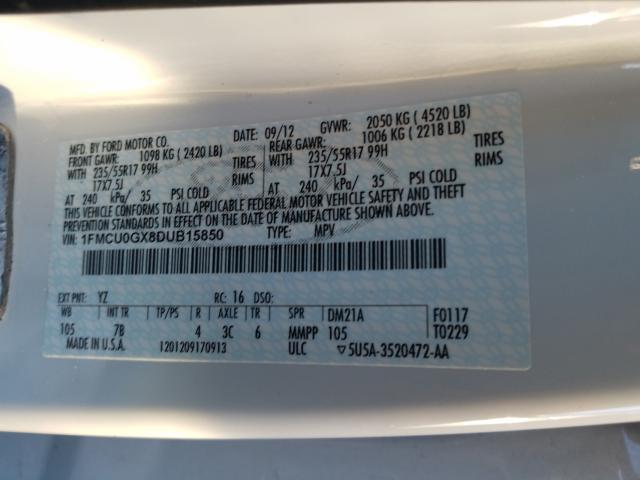 MFD. BY FORD MOTOR CO.
DATE: 09/12 GVWR: 2050 KG ( 4520 LB)
FRONT GAWR: 1098 KG ( 2420 LB) REAR GAWR: 1006 KG ( 2218 LB)
WITH 235/55R17 99H TIRES WITH 235/55R17 99H TIRES
17X7.5J RIMS 17X7.5J RIMS
AT 240 kPa/ 35 PSI COLD AT 240 kPa/ 35 PSI COLD
THIS VEHICLE CONFORMS TO ALL APPLICABLE FEDERAL MOTOR VEHICLE SAFETY AND THEFT
PREVENTION STANDARDS IN EFFECT ON THE DATE OF MANUFACTURE SHOWN ABOVE.
VIN: 1FMCU0GX8DUB15850 TYPE: MPV
EXT PNT: YZ RC: 16 DSO:
WB INT TR TP/PS R AXLE TR SPR DM21A F0117
105 7B 4 3C 6 MMPP 105 T0229
MADE IN U.S.A. 1201209170913 ULC 5U5A-3520472-AA